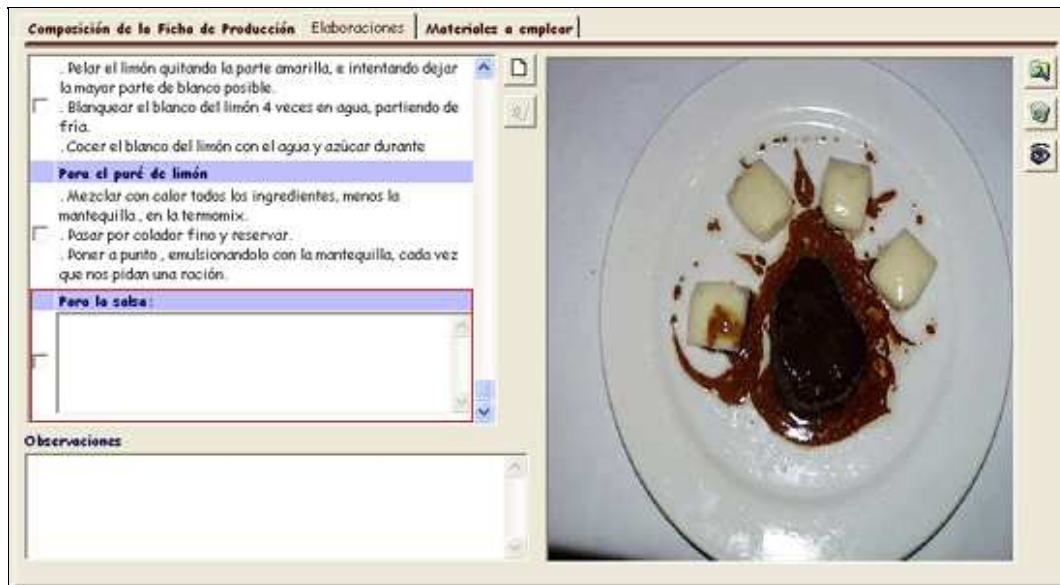 Composición de la Ficha de Producción Elaboraciones Materiales a emplear
. Pelar el limón quitando la parte amarilla, e intentando dejar
la mayor parte de blanco posible.
. Blanquear el blanco del limón 4 veces en agua, partiendo de
fria.
. Cocer el blanco del limón con el agua y azúcar durante
Para el puré de limón
. Mezclar con calor todos los ingredientes, menos la
mantequilla , en la termomix.
. Pasar por colador fino y reservar.
. Poner a punto , emulsionandolo con la mantequilla, cada vez
que nos pidan una ración.
Para la salsa:
Observaciones